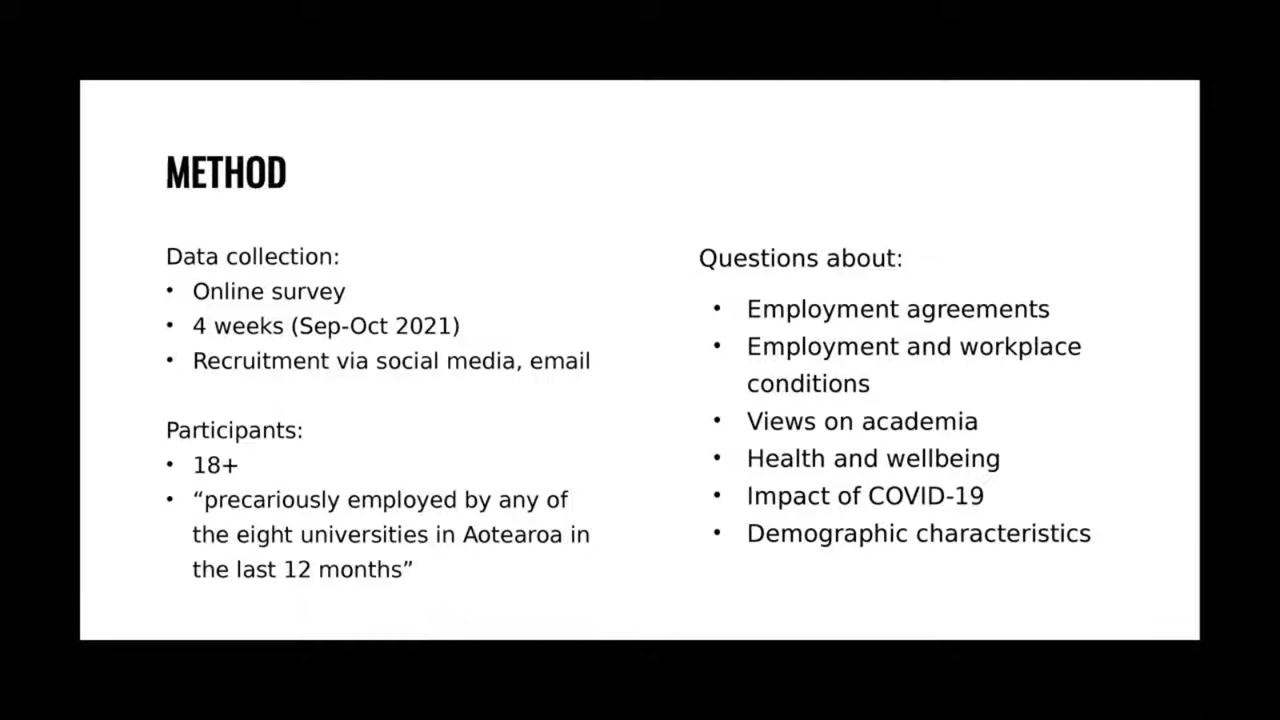 METHOD
Data collection:
• Online survey
• 4 weeks (Sep-Oct 2021)
• Recruitment via social media, email
Participants:
• 18+
• “precariously employed by any of
the eight universities in Aotearoa in
the last 12 months”
Questions about:
• Employment agreements
• Employment and workplace
conditions
• Views on academia
• Health and wellbeing
• Impact of COVID-19
• Demographic characteristics